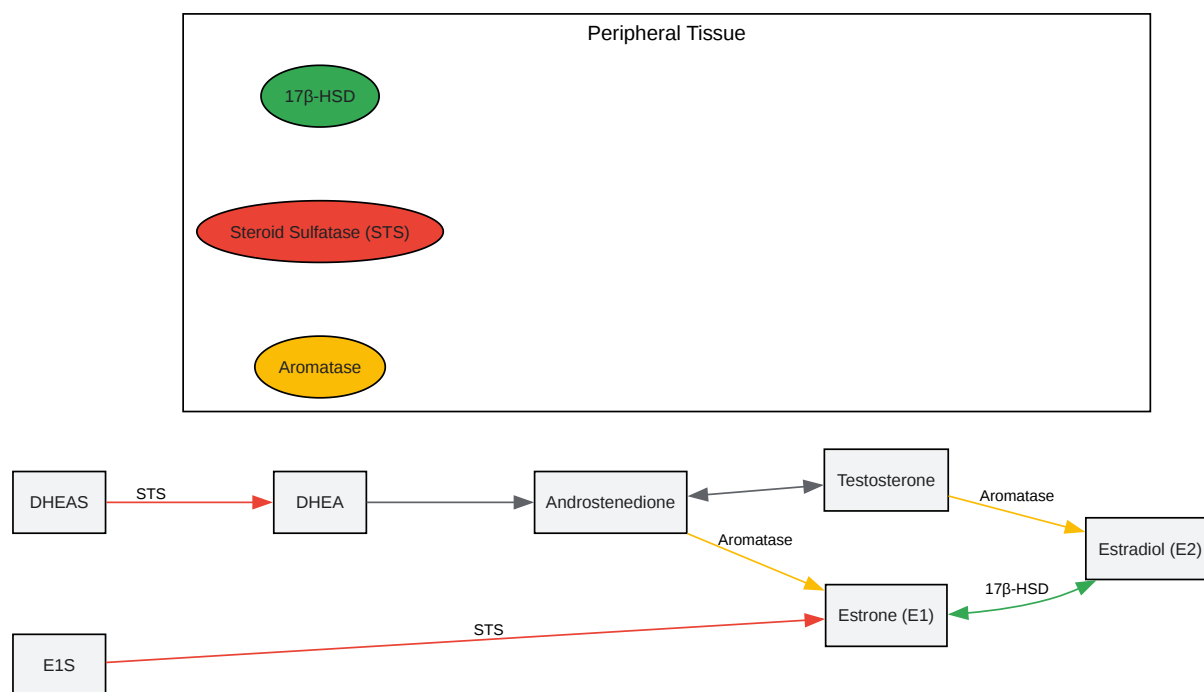 Peripheral Tissue
17β-HSD
Steroid Sulfatase (STS)
Aromatase
DHEAS
STS
DHEA
Androstenedione
Testosterone
Aromatase
Aromatase
Estradiol (E2)
17β-HSD
Estrone (E1)
STS
E1S